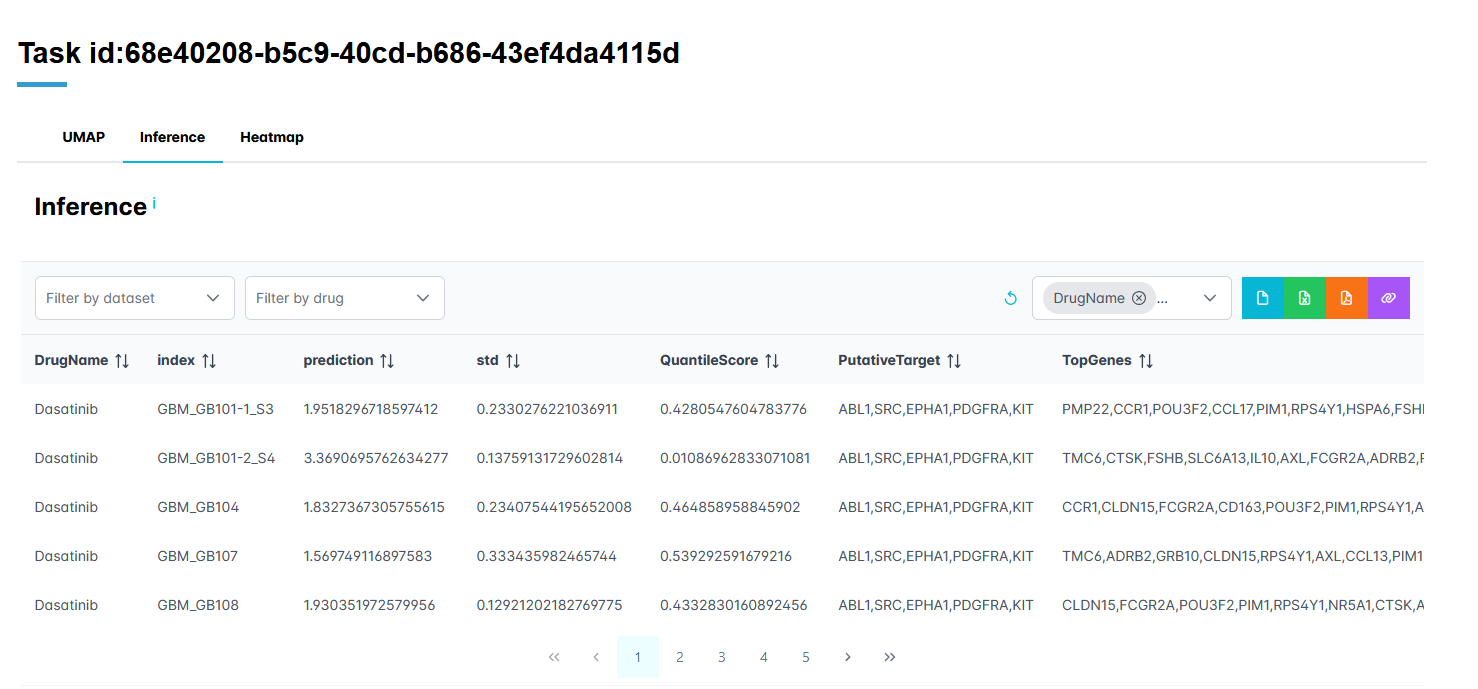 Task id:68e40208-b5c9-40cd-b686-43ef4da4115d
UMAP Inference Heatmap
Inference i
Filter by dataset Filter by drug DrugName ...
DrugName index prediction std QuantileScore PutativeTarget TopGenes
Dasatinib GBM_GB101-1_S3 1.9518296718597412 0.2330276221036911 0.4280547604783776 ABL1,SRC,EPHA1,PDGFRA,KIT PMP22,CCR1,POU3F2,CCL17,PIM1,RPS4Y1,HSPA6,FSH
Dasatinib GBM_GB101-2_S4 3.3690695762634277 0.13759131729602814 0.01086962833071081 ABL1,SRC,EPHA1,PDGFRA,KIT TMC6,CTSK,FSHB,SLC6A13,IL10,AXL,FCGR2A,ADRB2,
Dasatinib GBM_GB104 1.8327367305755615 0.23407544195652008 0.464858958845902 ABL1,SRC,EPHA1,PDGFRA,KIT CCR1,CLDN15,FCGR2A,CD163,POU3F2,PIM1,RPS4Y1,A
Dasatinib GBM_GB107 1.569749116897583 0.333435982465744 0.539292591679216 ABL1,SRC,EPHA1,PDGFRA,KIT TMC6,ADRB2,GRB10,CLDN15,RPS4Y1,AXL,CCL13,PIM1
Dasatinib GBM_GB108 1.930351972579956 0.12921202182769775 0.4332830160892456 ABL1,SRC,EPHA1,PDGFRA,KIT CLDN15,FCGR2A,POU3F2,PIM1,RPS4Y1,NR5A1,CTSK,A
1 2 3 4 5